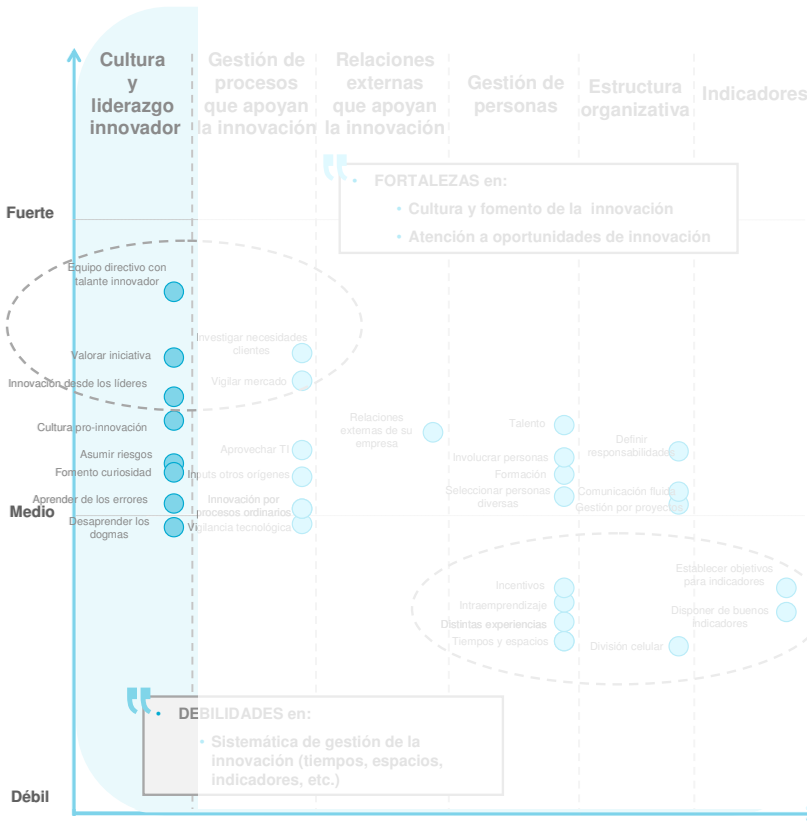 Cultura
y
liderazgo
innovador
Gestión de
procesos
que apoyan
la innovación
Relaciones
externas
que apoyan
la innovación
Gestión de
personas
Estructura
organizativa
Indicadores
• FORTALEZAS en:
• Cultura y fomento de la innovación
• Atención a oportunidades de innovación
Fuerte
Equipo directivo con
talante innovador
Valorar iniciativa
Innovación desde los líderes
Cultura pro-innovación
Asumir riesgos
Fomento curiosidad
Aprender de los errores
Medio
Desaprender los
dogmas
Investigar necesidades
clientes
Vigilar mercado
Aprovechar TI
Inputs otros orígenes
Innovación por
procesos ordinarios
Vigilancia tecnológica
Relaciones
externas de su
empresa
Talento
Involucrar personas
Formación
Seleccionar personas
diversas
Incentivos
Intraemprendizaje
Distintas experiencias
Tiempos y espacios
Definir
responsabilidades
Comunicación fluida
Gestión por proyectos
División celular
Establecer objetivos
para indicadores
Disponer de buenos
indicadores
• DEBILIDADES en:
• Sistemática de gestión de la
innovación (tiempos, espacios,
indicadores, etc.)
Débil